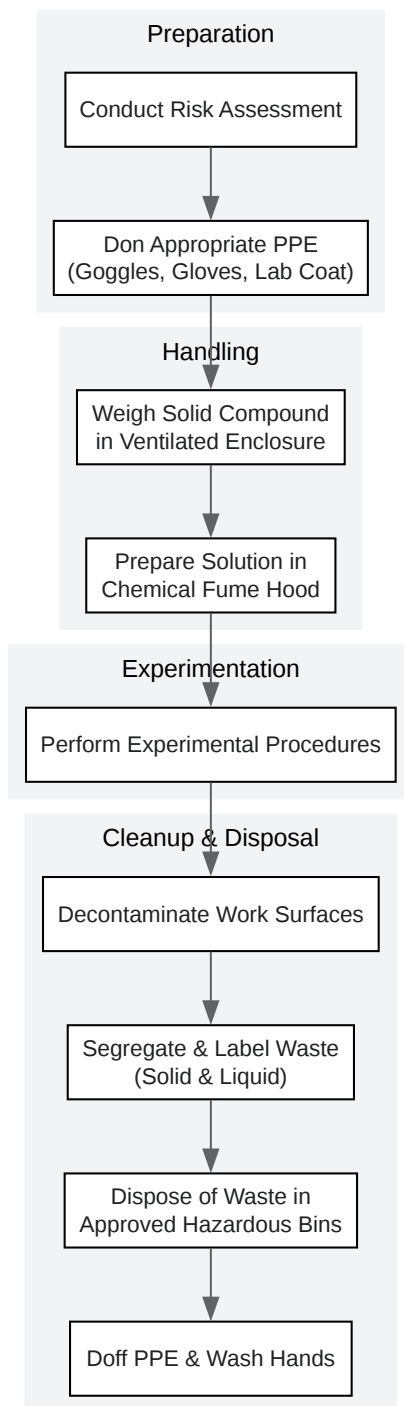 Preparation
Conduct Risk Assessment
Don Appropriate PPE
(Goggles, Gloves, Lab Coat)
Handling
Weigh Solid Compound
in Ventilated Enclosure
Prepare Solution in
Chemical Fume Hood
Experimentation
Perform Experimental Procedures
Cleanup & Disposal
Decontaminate Work Surfaces
Segregate & Label Waste
(Solid & Liquid)
Dispose of Waste in
Approved Hazardous Bins
Doff PPE & Wash Hands